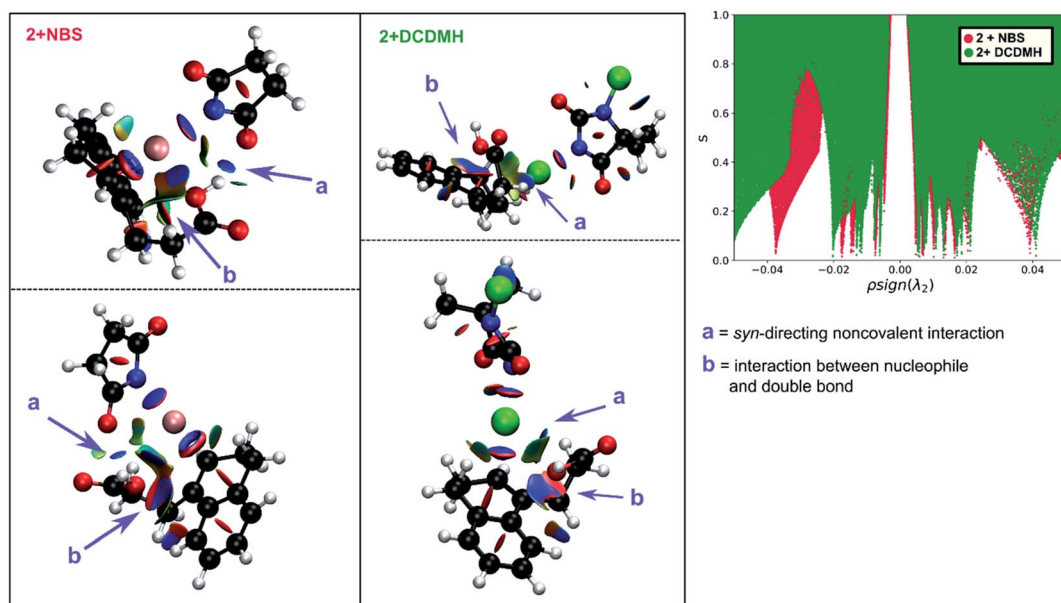 2+NBS
a
b
a
b
2+DCDMH
b
a
a
b
1.0
0.8
0.6
0.4
0.2
0.0
s
−0.04
−0.02
0.00
0.02
0.04
ρsign(λ₂)
2 + NBS
2+ DCDMH
a = syn-directing noncovalent interaction
b = interaction between nucleophile
and double bond